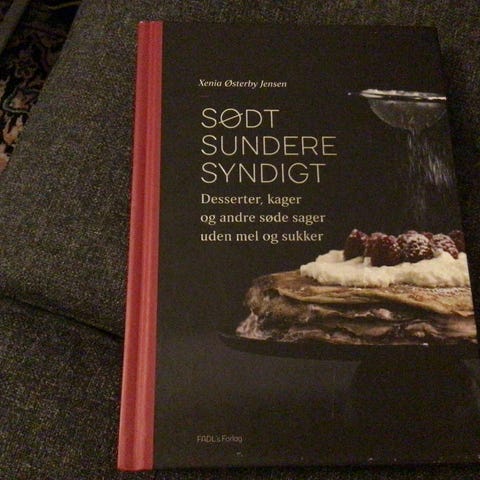 Xenia Østerby Jensen
SØDT
SUNDERE
SYNDIGT
Desserter, kager
og andre søde sager
uden mel og sukker
FADL's Forlag